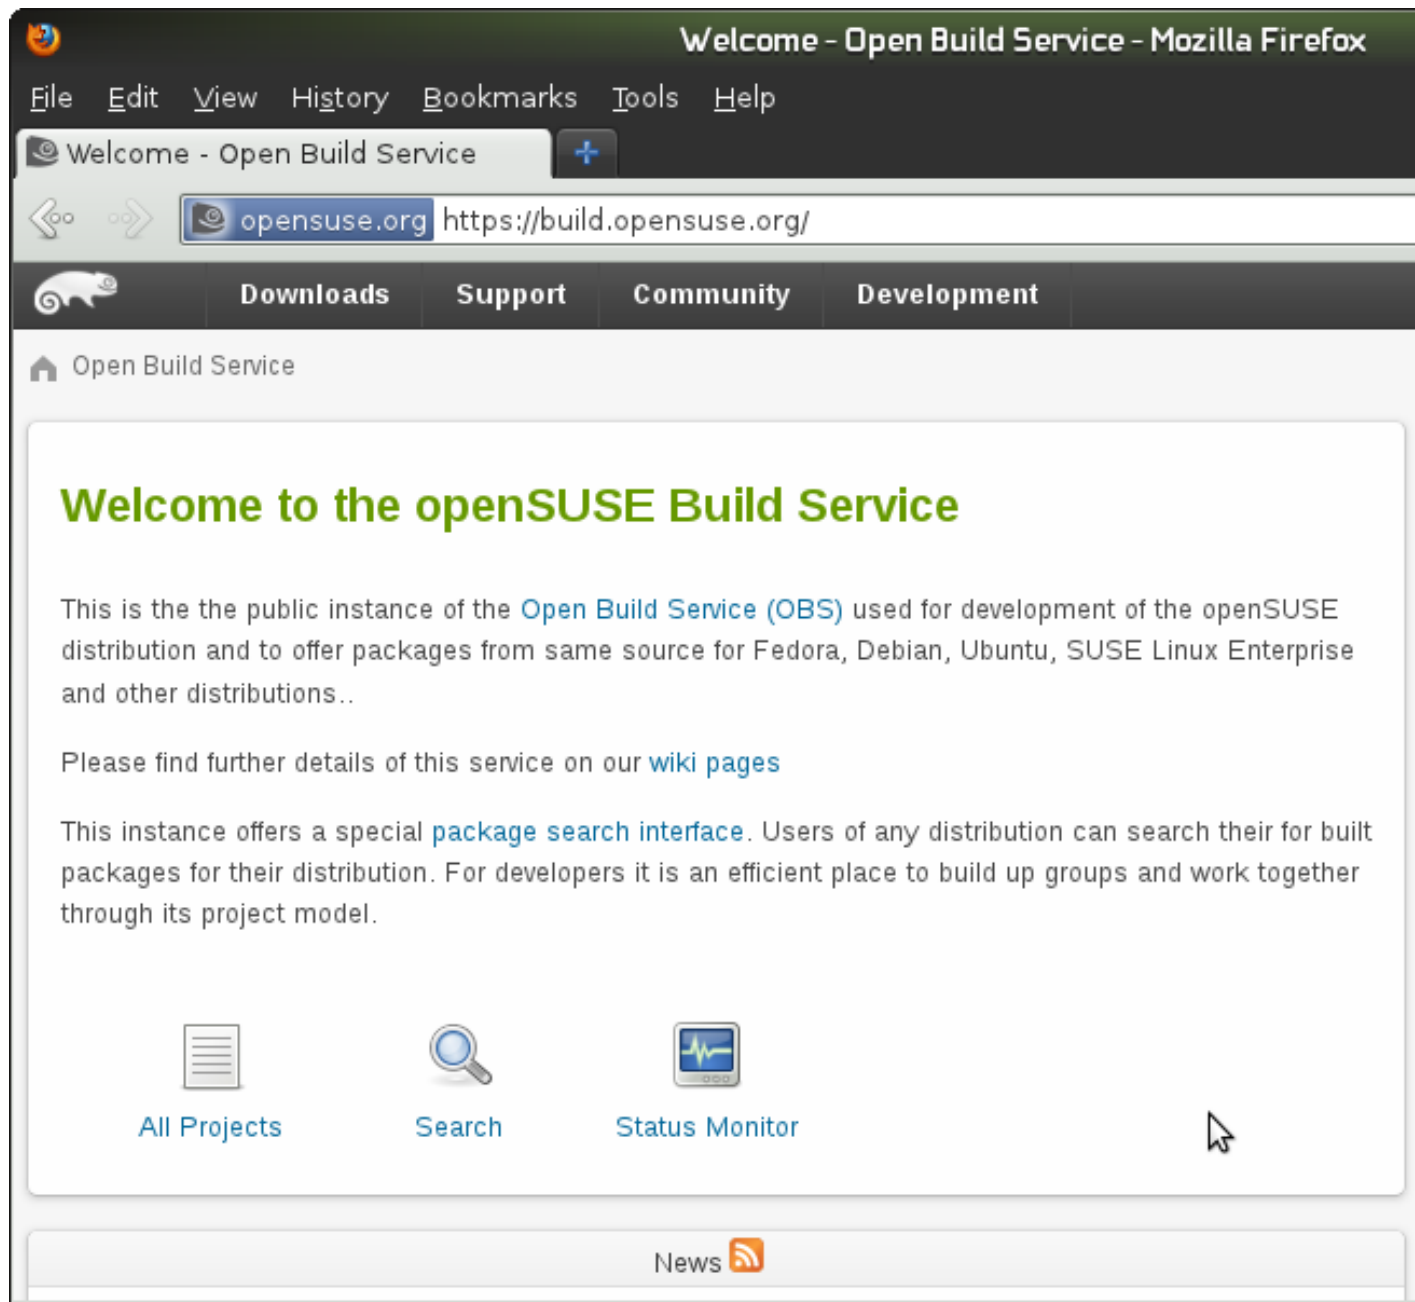 Welcome - Open Build Service - Mozilla Firefox
File Edit View History Bookmarks Tools Help
Welcome - Open Build Service
opensuse.org https://build.opensuse.org/
Downloads Support Community Development
Open Build Service
Welcome to the openSUSE Build Service
This is the the public instance of the Open Build Service (OBS) used for development of the openSUSE
distribution and to offer packages from same source for Fedora, Debian, Ubuntu, SUSE Linux Enterprise
and other distributions..
Please find further details of this service on our wiki pages
This instance offers a special package search interface. Users of any distribution can search their for built
packages for their distribution. For developers it is an efficient place to build up groups and work together
through its project model.
All Projects Search Status Monitor
News